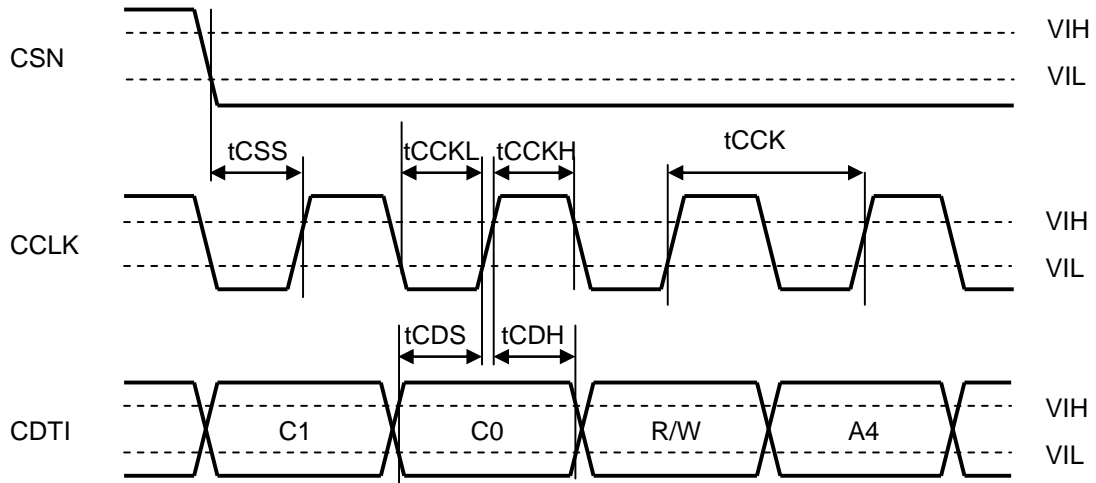 CSN
VIH
VIL
tCSS
tCCKL
tCCKH
tCCK
CCLK
VIH
VIL
tCDS
tCDH
CDTI
C1
C0
R/W
A4
VIH
VIL